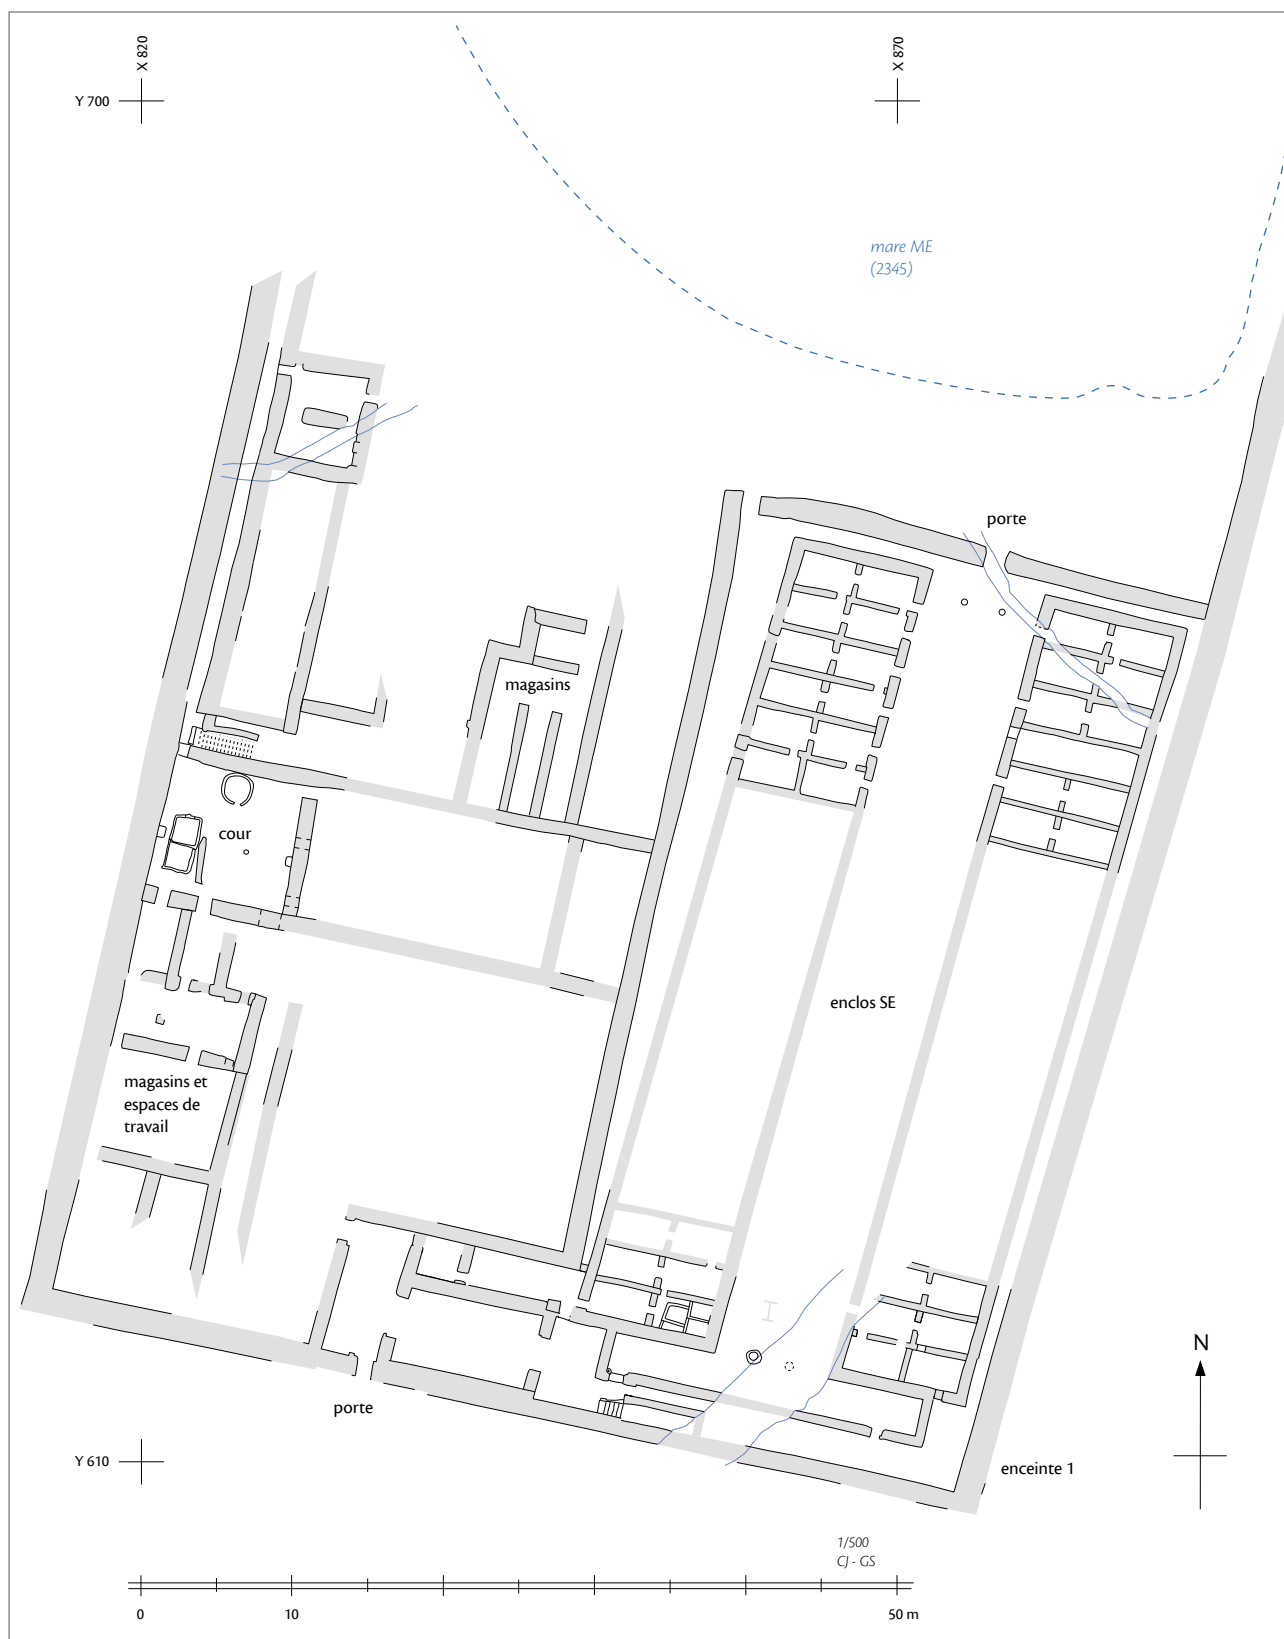 X 820
X 870
Y 700
mare ME
(2345)
porte
magasins
cour
enclos SE
magasins et
espaces de
travail
N
porte
Y 610
enceinte 1
1/500
CJ - GS
0
10
50 m